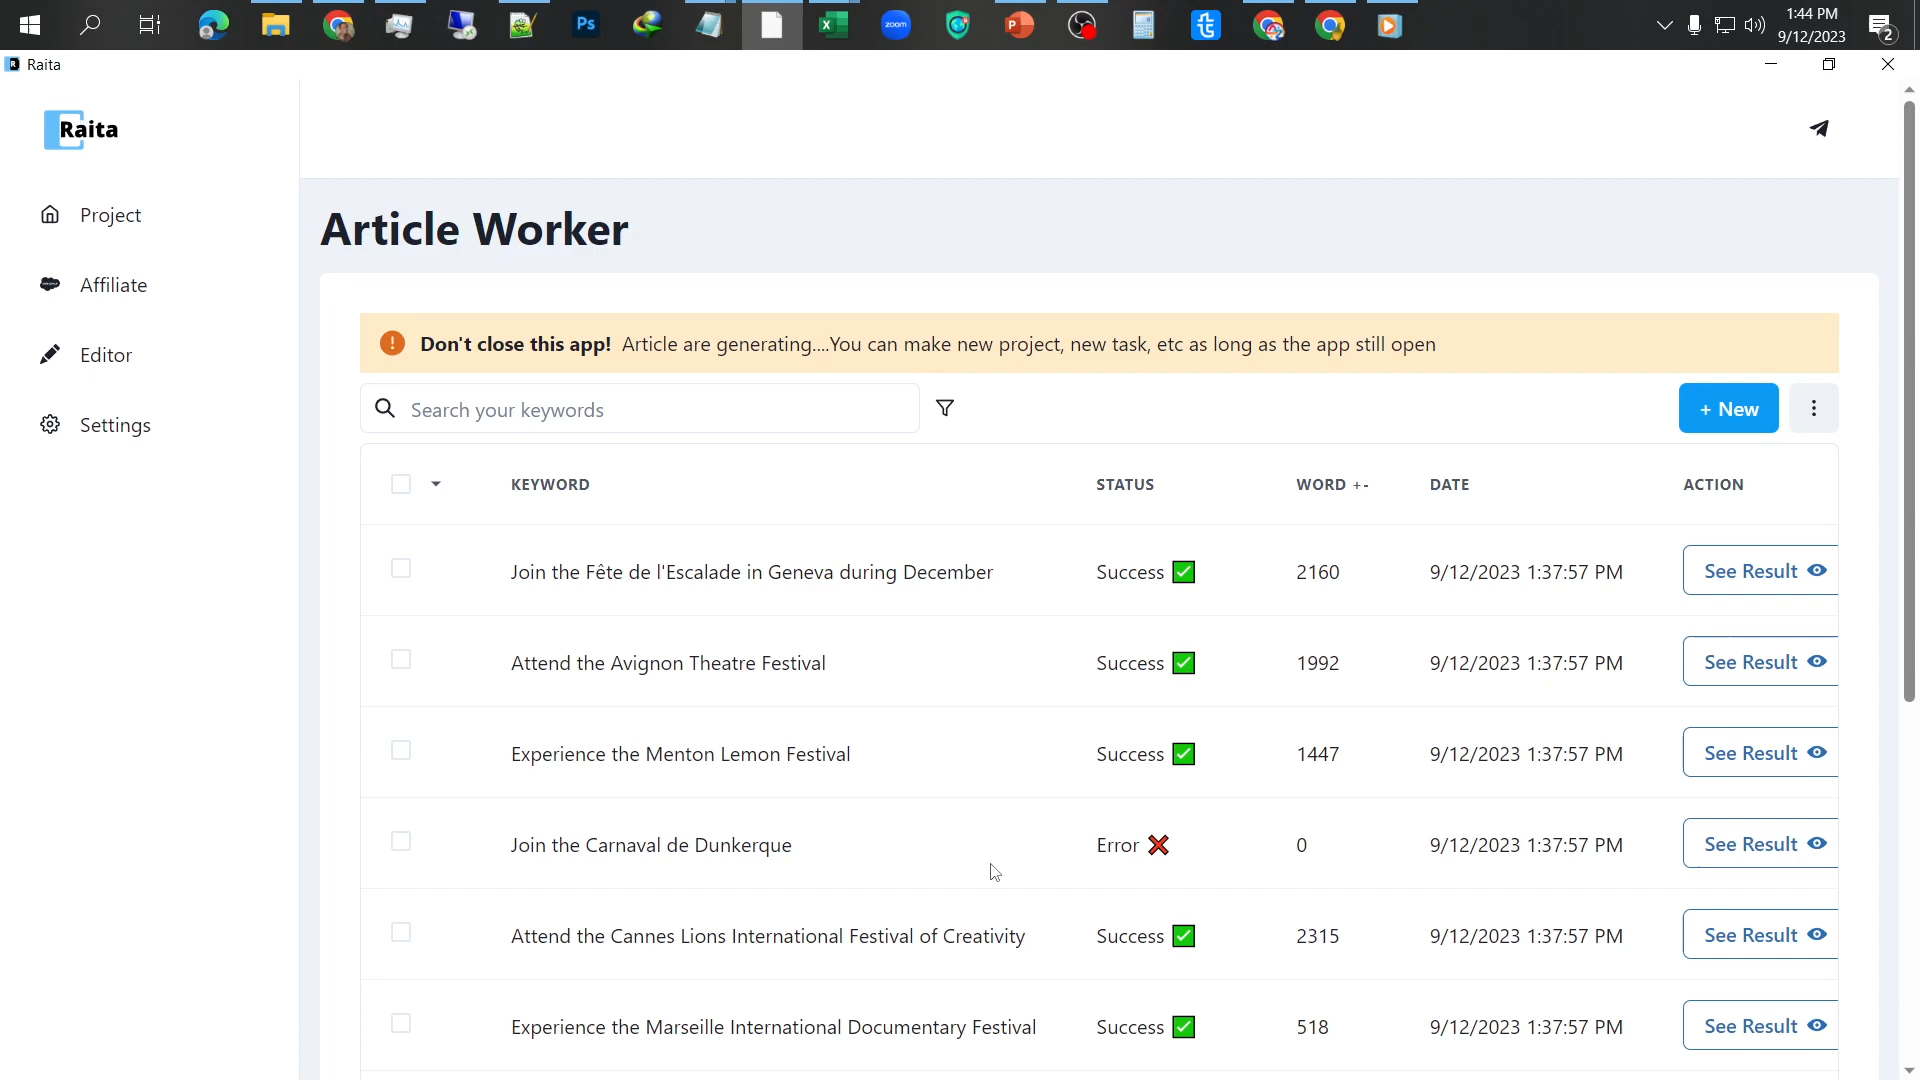 1:44 PM
9/12/2023
2
Ps
zoom
Raita
Raita
Project
Affiliate
Editor
Settings
Article Worker
Don't close this app! Article are generating....You can make new project, new task, etc as long as the app still open
Search your keywords
+ New
KEYWORD STATUS WORD +- DATE ACTION
Join the Fête de l'Escalade in Geneva during December Success 2160 9/12/2023 1:37:57 PM See Result
Attend the Avignon Theatre Festival Success 1992 9/12/2023 1:37:57 PM See Result
Experience the Menton Lemon Festival Success 1447 9/12/2023 1:37:57 PM See Result
Join the Carnaval de Dunkerque Error 0 9/12/2023 1:37:57 PM See Result
Attend the Cannes Lions International Festival of Creativity Success 2315 9/12/2023 1:37:57 PM See Result
Experience the Marseille International Documentary Festival Success 518 9/12/2023 1:37:57 PM See Result